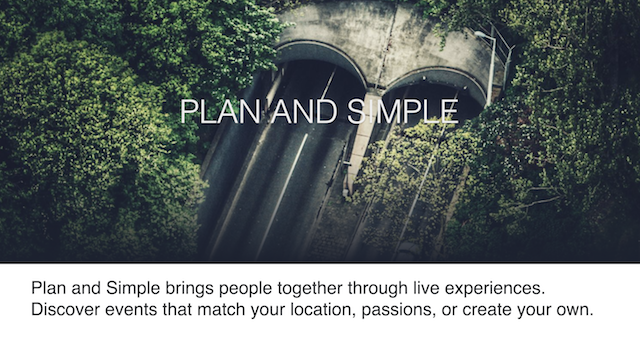 PLAN AND SIMPLE
Plan and Simple brings people together through live experiences.
Discover events that match your location, passions, or create your own.